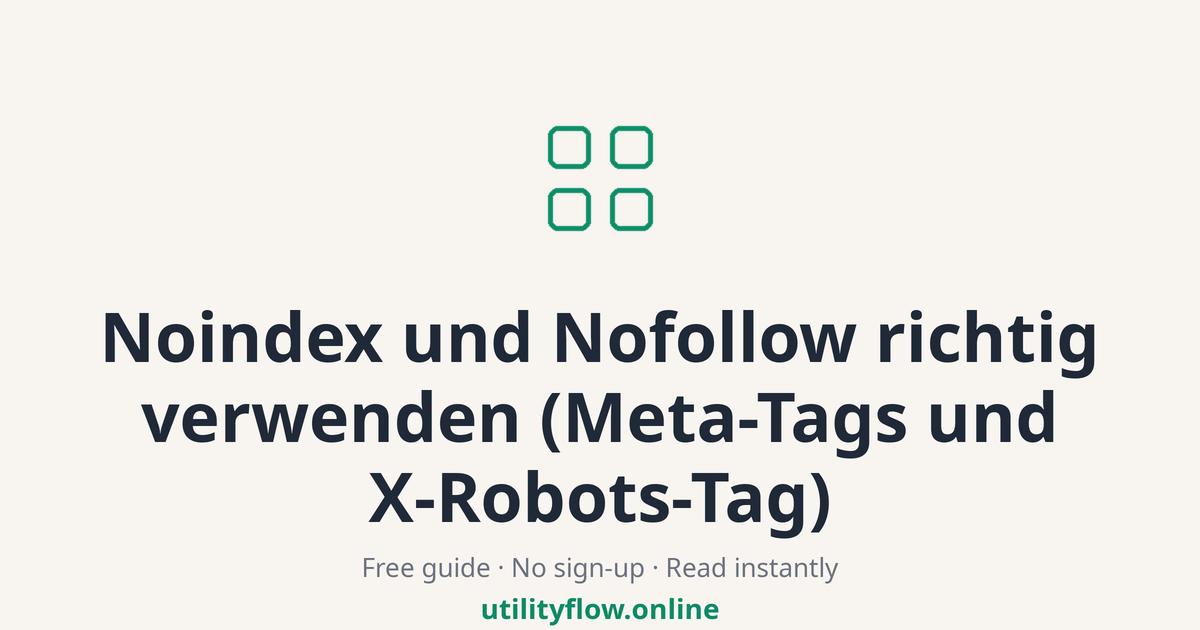 Noindex und Nofollow richtig
verwenden (Meta-Tags und
X-Robots-Tag)
Free guide · No sign-up · Read instantly
utilityflow.online